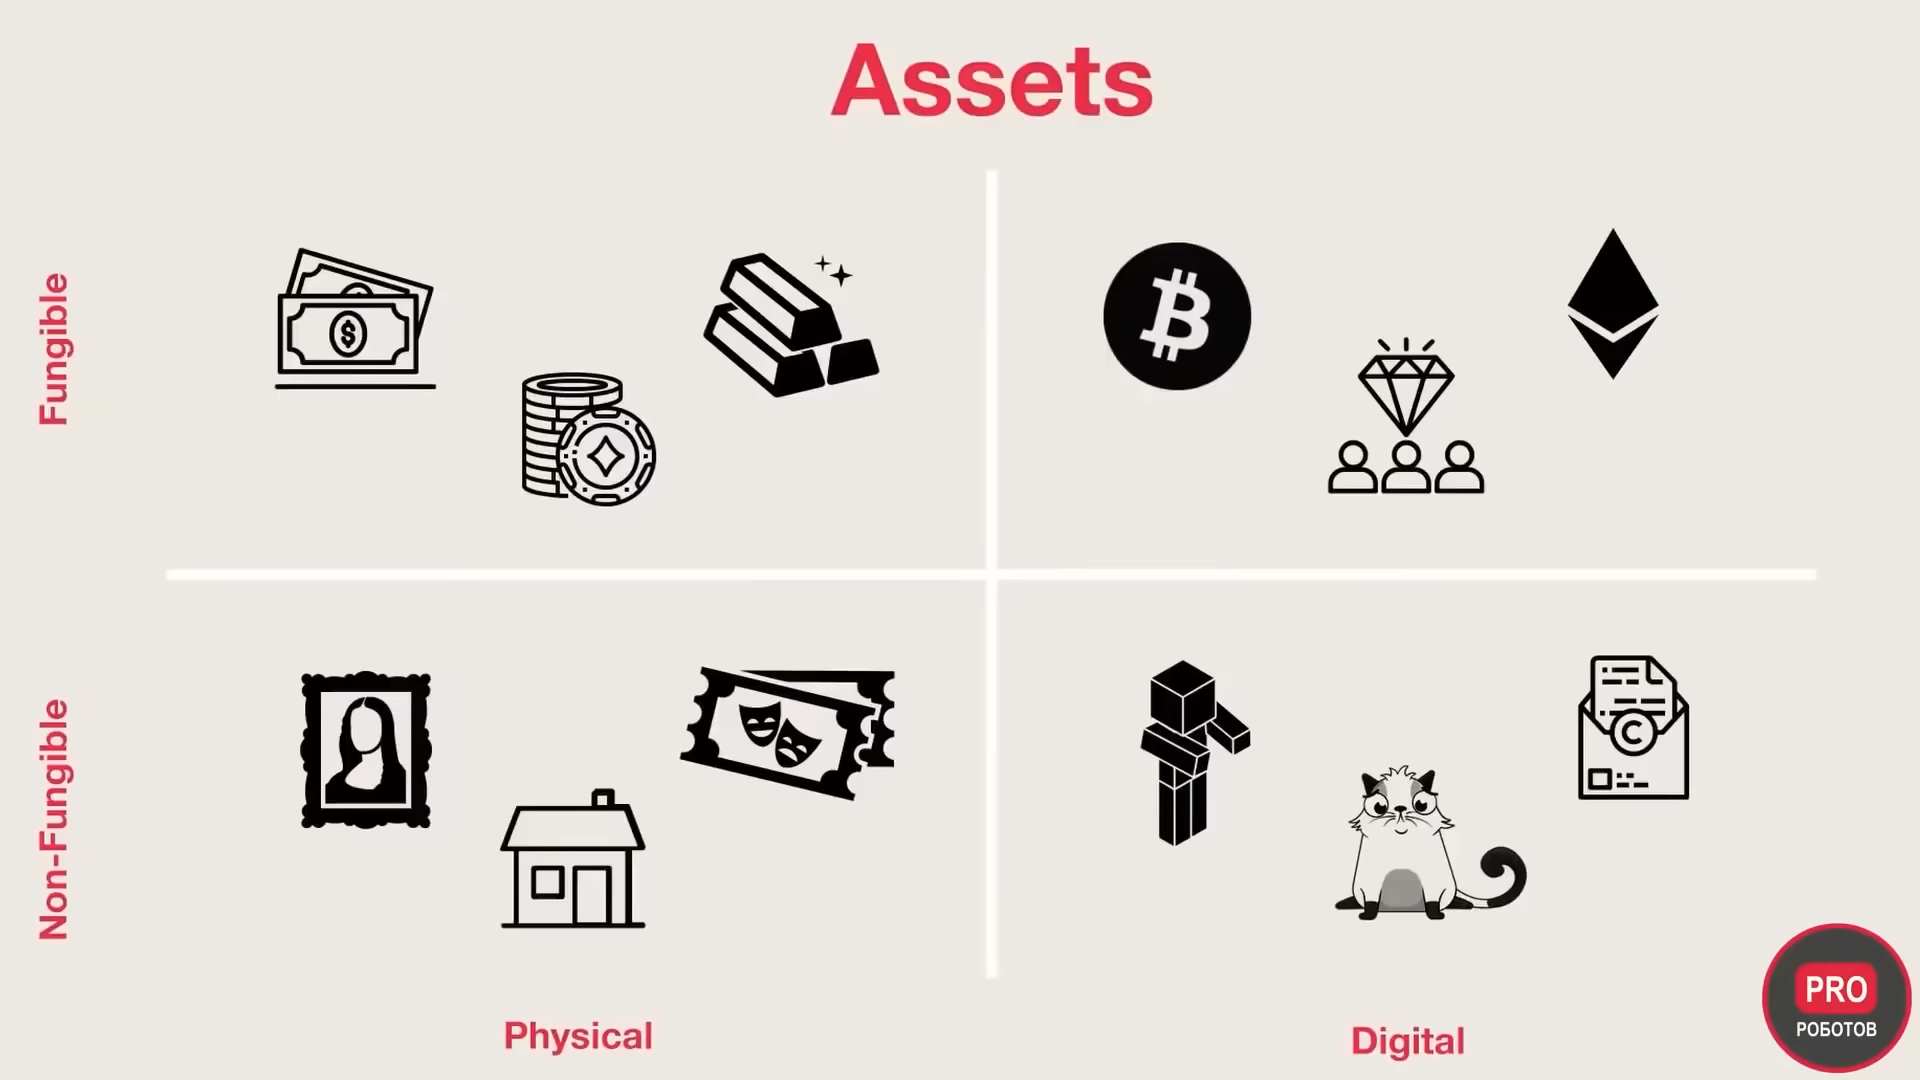 Assets
Fungible
$
C
Non-Fungible
Physical
Digital
PRO
РОБОТОВ